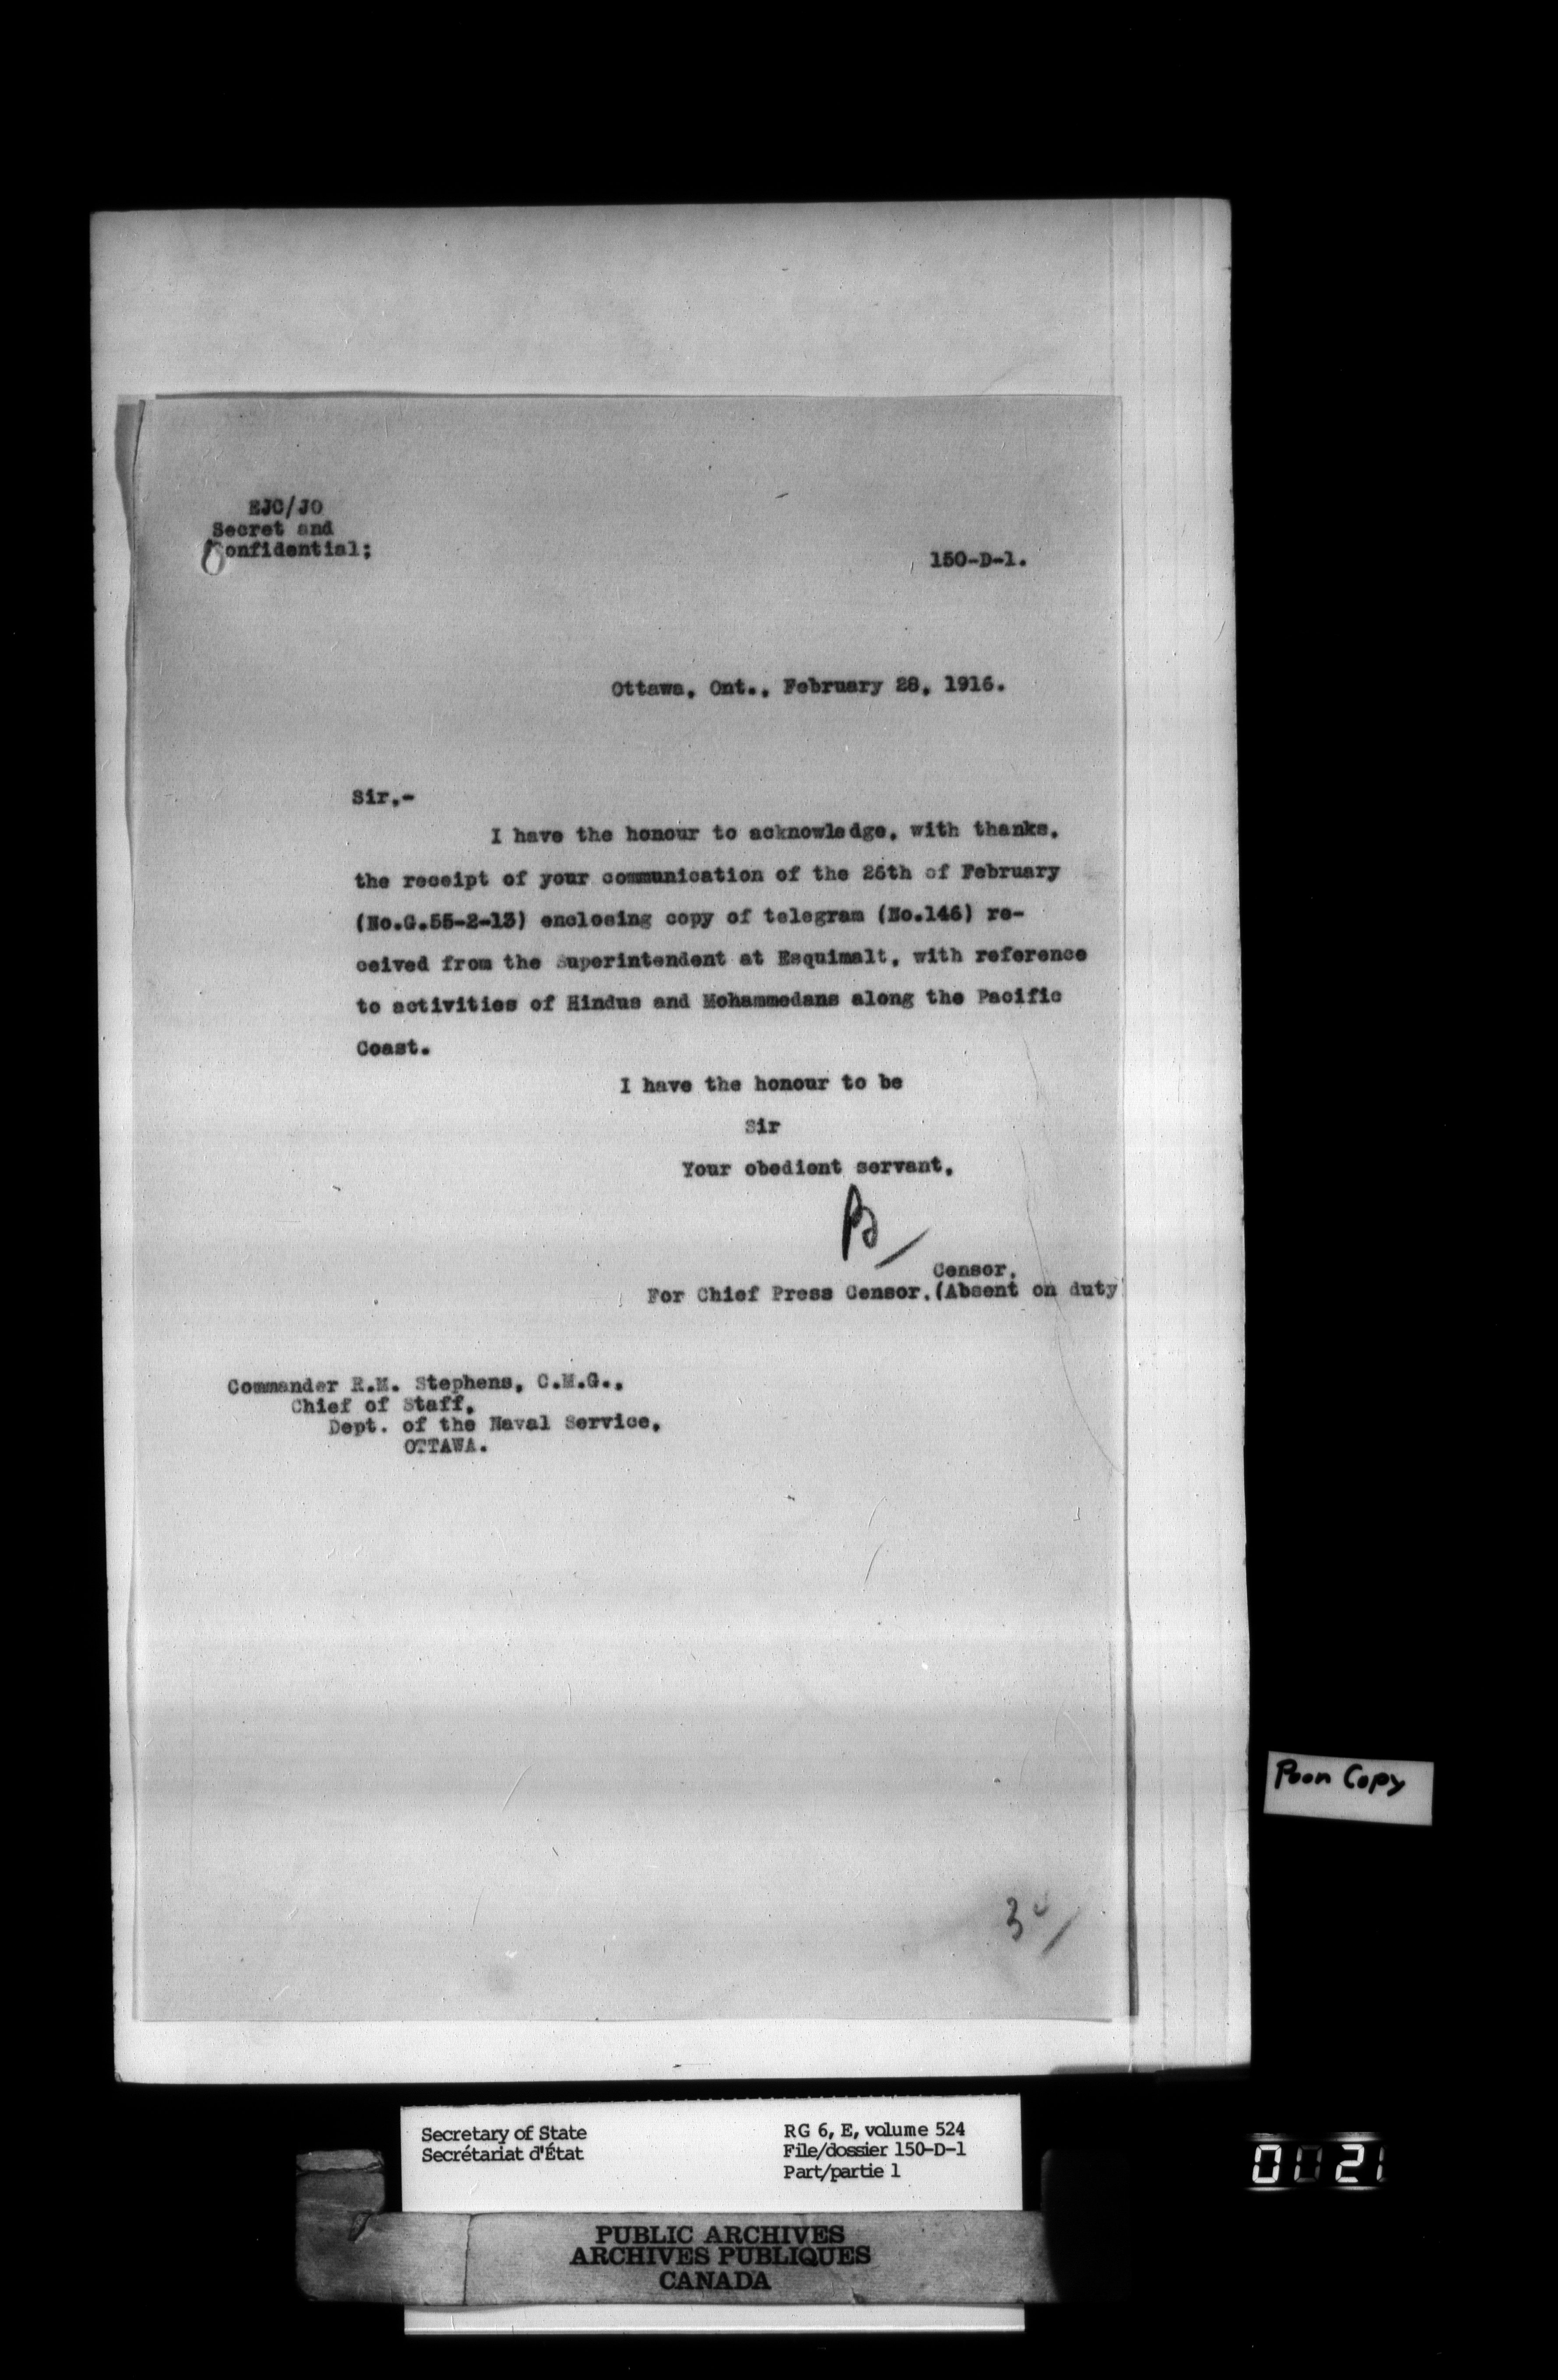 EJC/JO
Secret and
Confidential;
150-D-1.
Ottawa, Ont., February 28, 1916.
Sir,-
I have the honour to acknowledge, with thanks,
the receipt of your communication of the 25th of February
(No.G.55-2-13) enclosing copy of telegram (No.146) re-
ceived from the Superintendent at Esquimalt, with reference
to activities of Hindus and Mohammedans along the Pacific
Coast.
I have the honour to be
Sir
Your obedient servant,
Censor.
For Chief Press Censor.(Absent on duty
Commander R.M. Stephens, C.M.G.,
Chief of Staff,
Dept. of the Naval Service,
OTTAWA.
Poor Copy
Secretary of State
Secrétariat d'État
RG 6, E, volume 524
File/dossier 150-D-1
Part/partie 1
PUBLIC ARCHIVES
ARCHIVES PUBLIQUES
CANADA
0021